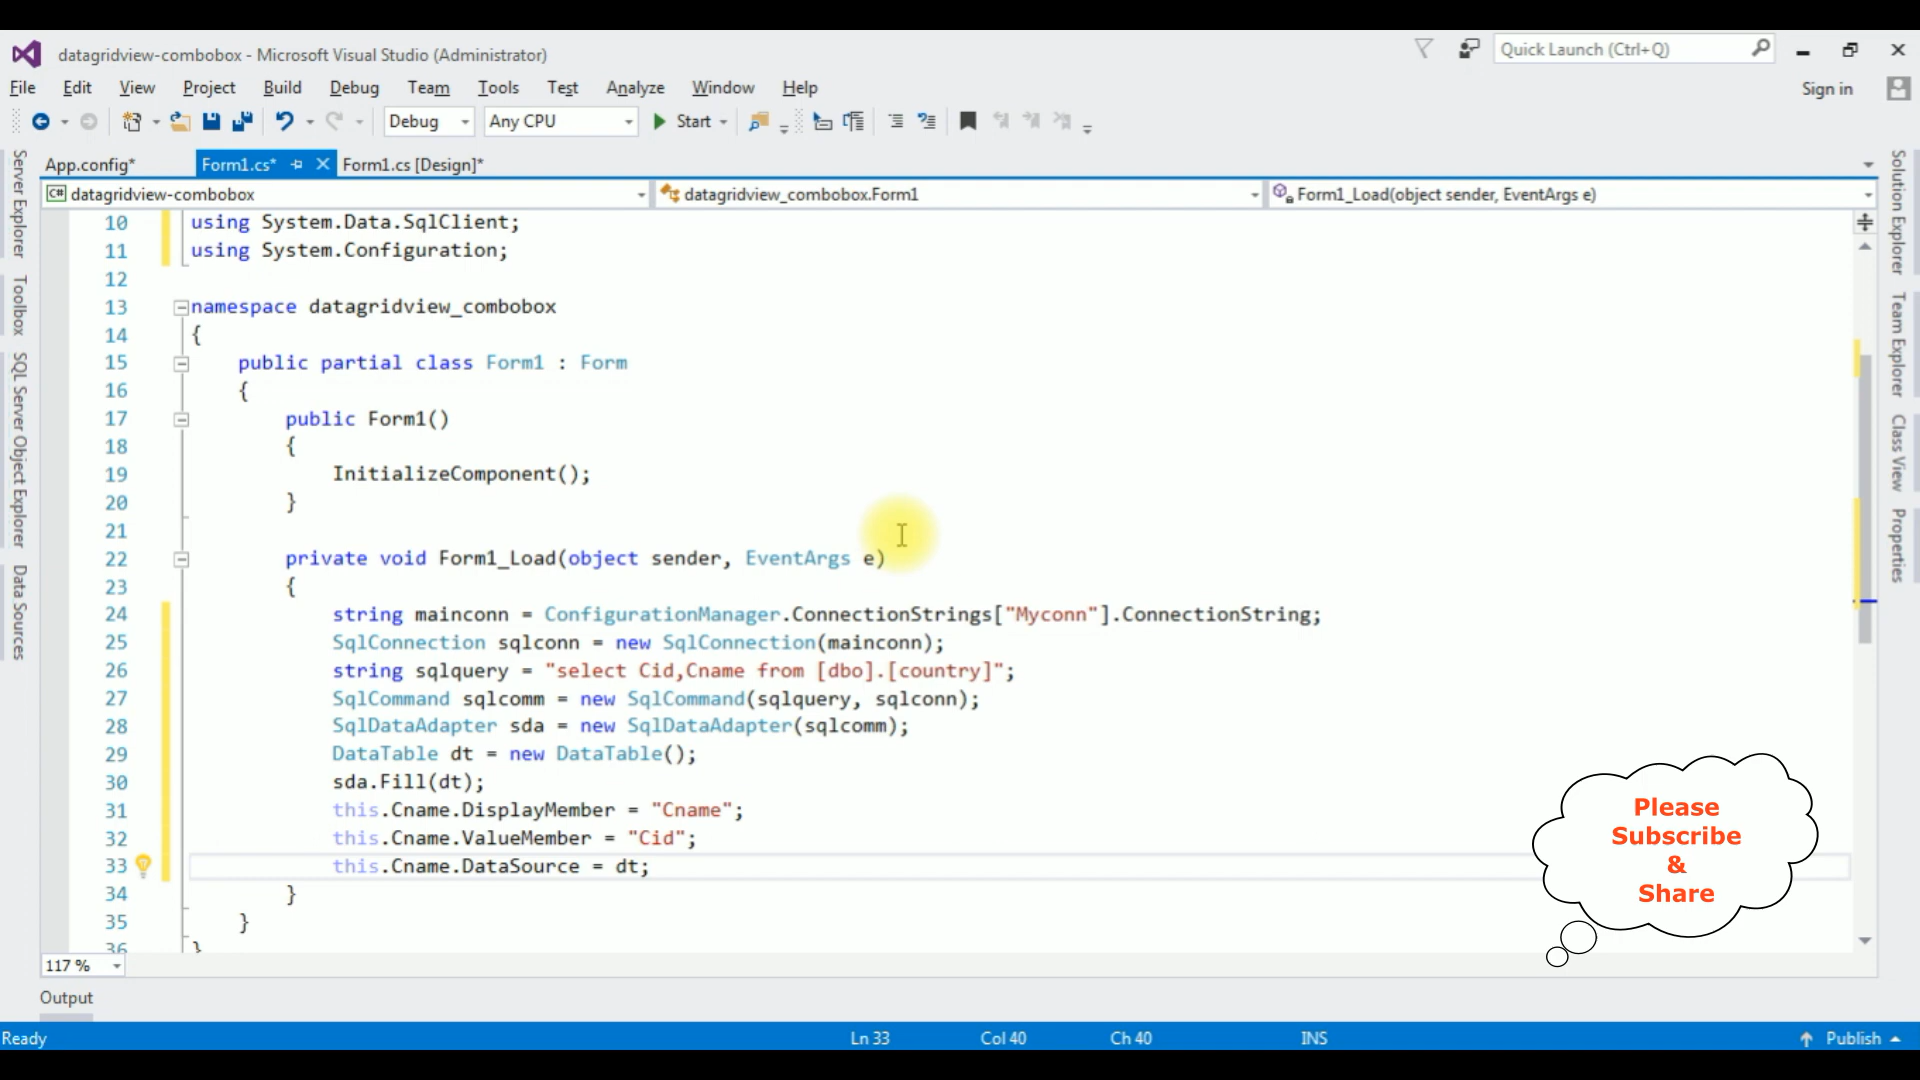 datagridview-combobox - Microsoft Visual Studio (Administrator)
Quick Launch (Ctrl+Q)
File Edit View Project Build Debug Team Tools Test Analyze Window Help
Sign in
Debug Any CPU Start
App.config* Form1.cs* Form1.cs [Design]*
C# datagridview-combobox datagridview_combobox.Form1 Form1_Load(object sender, EventArgs e)
Server Explorer
Toolbox
SQL Server Object Explorer
Data Sources
Solution Explorer
Team Explorer
Class View
Properties
10 using System.Data.SqlClient;
11 using System.Configuration;
12
13 namespace datagridview_combobox
14 {
15 public partial class Form1 : Form
16 {
17 public Form1()
18 {
19 InitializeComponent();
20 }
21
22 private void Form1_Load(object sender, EventArgs e)
23 {
24 string mainconn = ConfigurationManager.ConnectionStrings["Myconn"].ConnectionString;
25 SqlConnection sqlconn = new SqlConnection(mainconn);
26 string sqlquery = "select Cid,Cname from [dbo].[country]";
27 SqlCommand sqlcomm = new SqlCommand(sqlquery, sqlconn);
28 SqlDataAdapter sda = new SqlDataAdapter(sqlcomm);
29 DataTable dt = new DataTable();
30 sda.Fill(dt);
31 this.Cname.DisplayMember = "Cname";
32 this.Cname.ValueMember = "Cid";
33 this.Cname.DataSource = dt;
34 }
35 }
36 }
Please
Subscribe
&
Share
117 %
Output
Ready Ln 33 Col 40 Ch 40 INS Publish